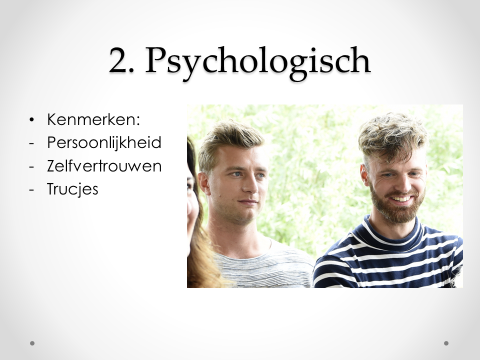 2. Psychologisch
• Kenmerken:
- Persoonlijkheid
- Zelfvertrouwen
- Trucjes